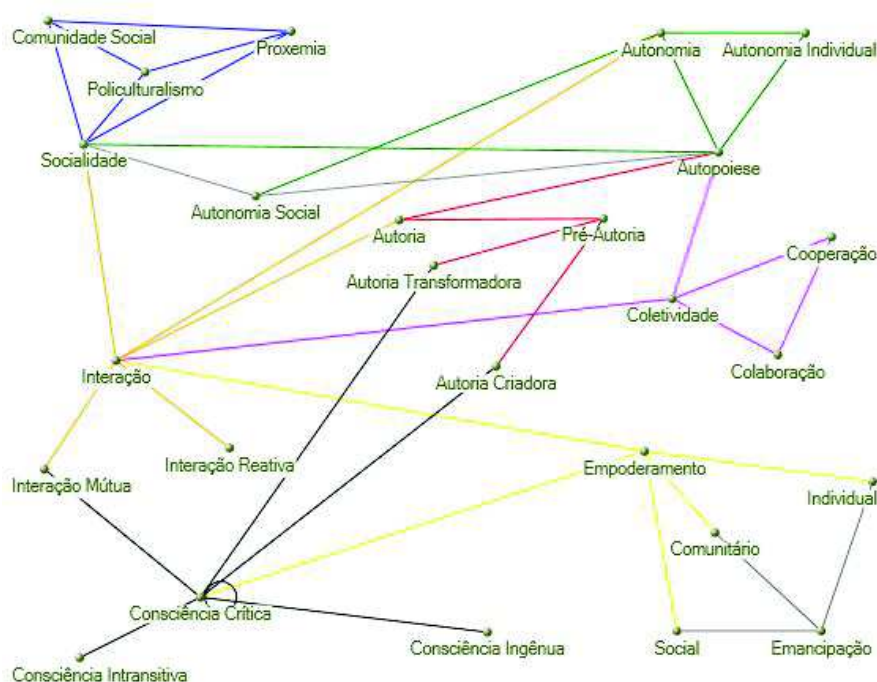 Comunidade Social
Proxemia
Autonomia
Autonomia Individual
Policulturalismo
Socialidade
Autopoiese
Autonomia Social
Autoria
Pré-Autoria
Cooperação
Autoria Transformadora
Coletividade
Interação
Autoria Criadora
Colaboração
Interação Reativa
Empoderamento
Interação Mútua
Individual
Comunitário
Consciência Crítica
Consciência Ingênua
Social
Emancipação
Consciência Intransitiva